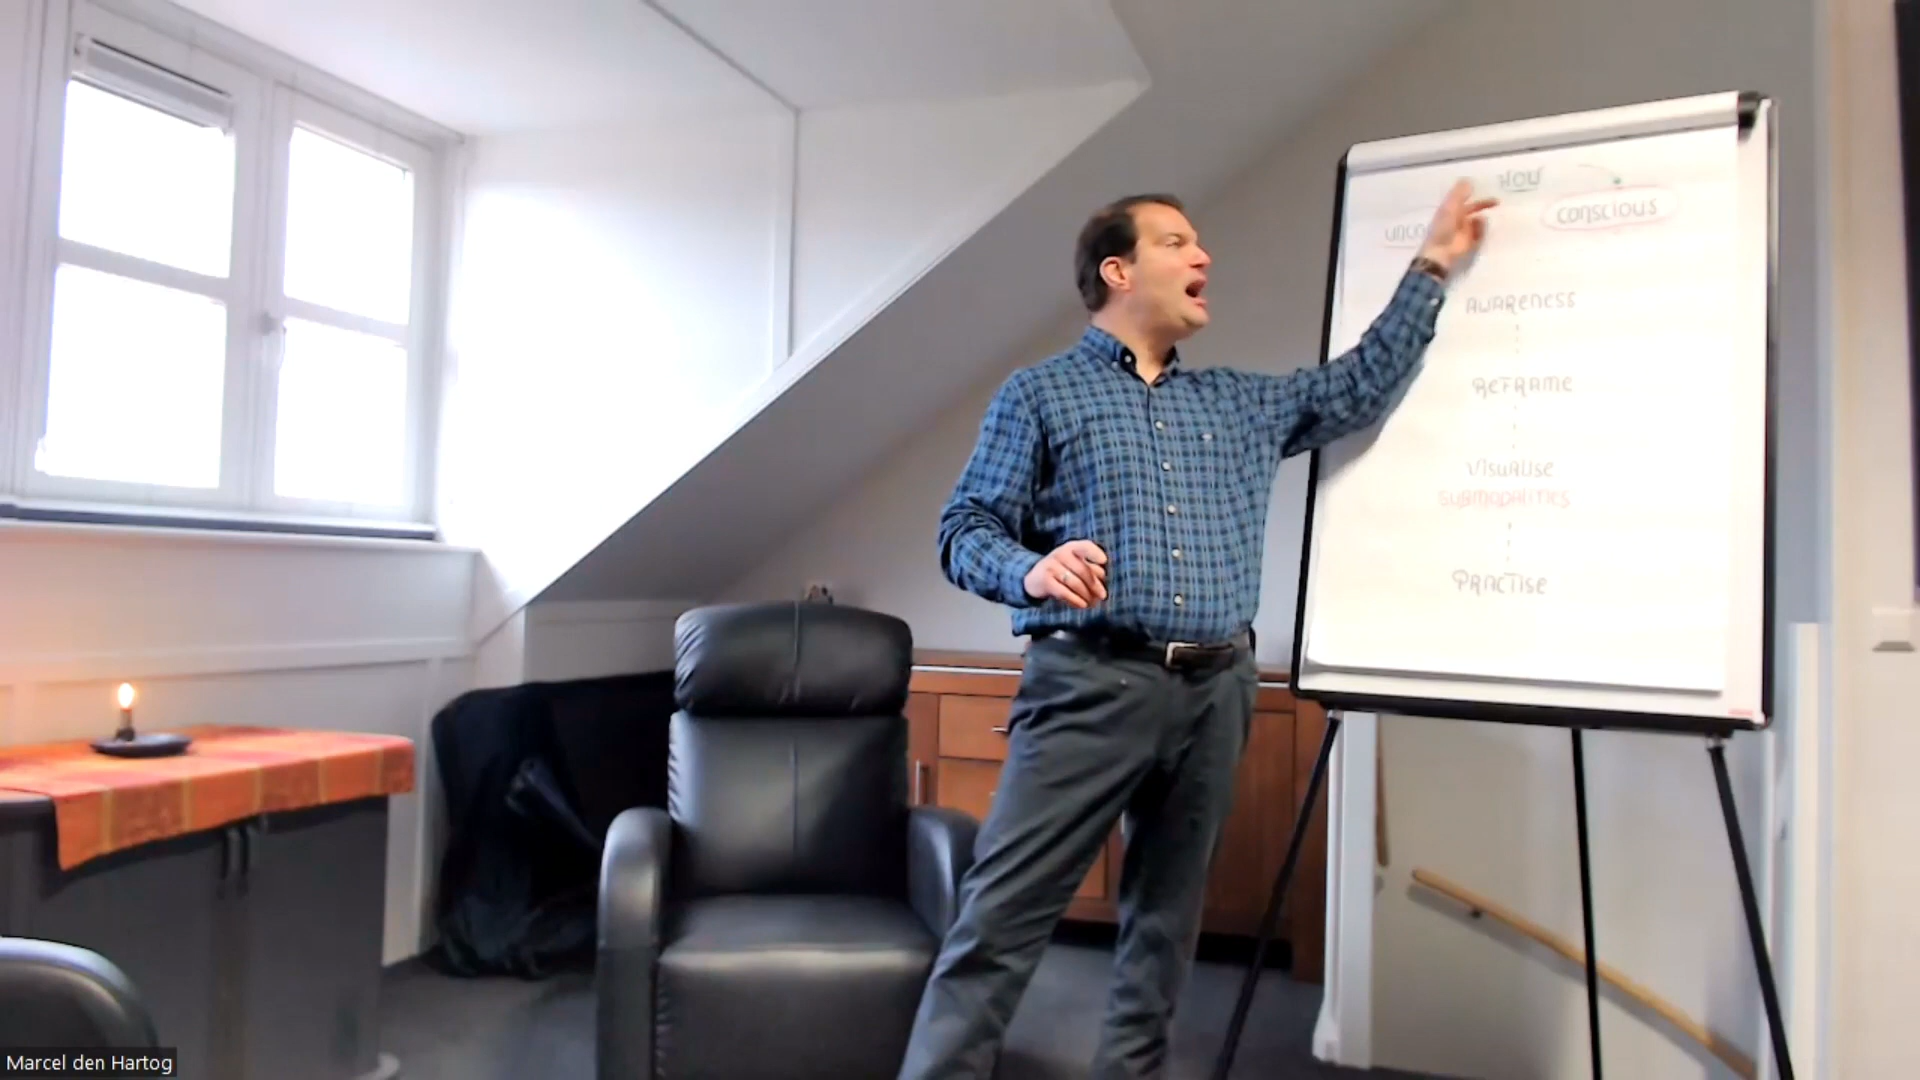 HOW
CONSCIOUS
AWARENESS
REFRAME
VISUALISE
SUBMODALITIES
PRACTISE
Marcel den Hartog